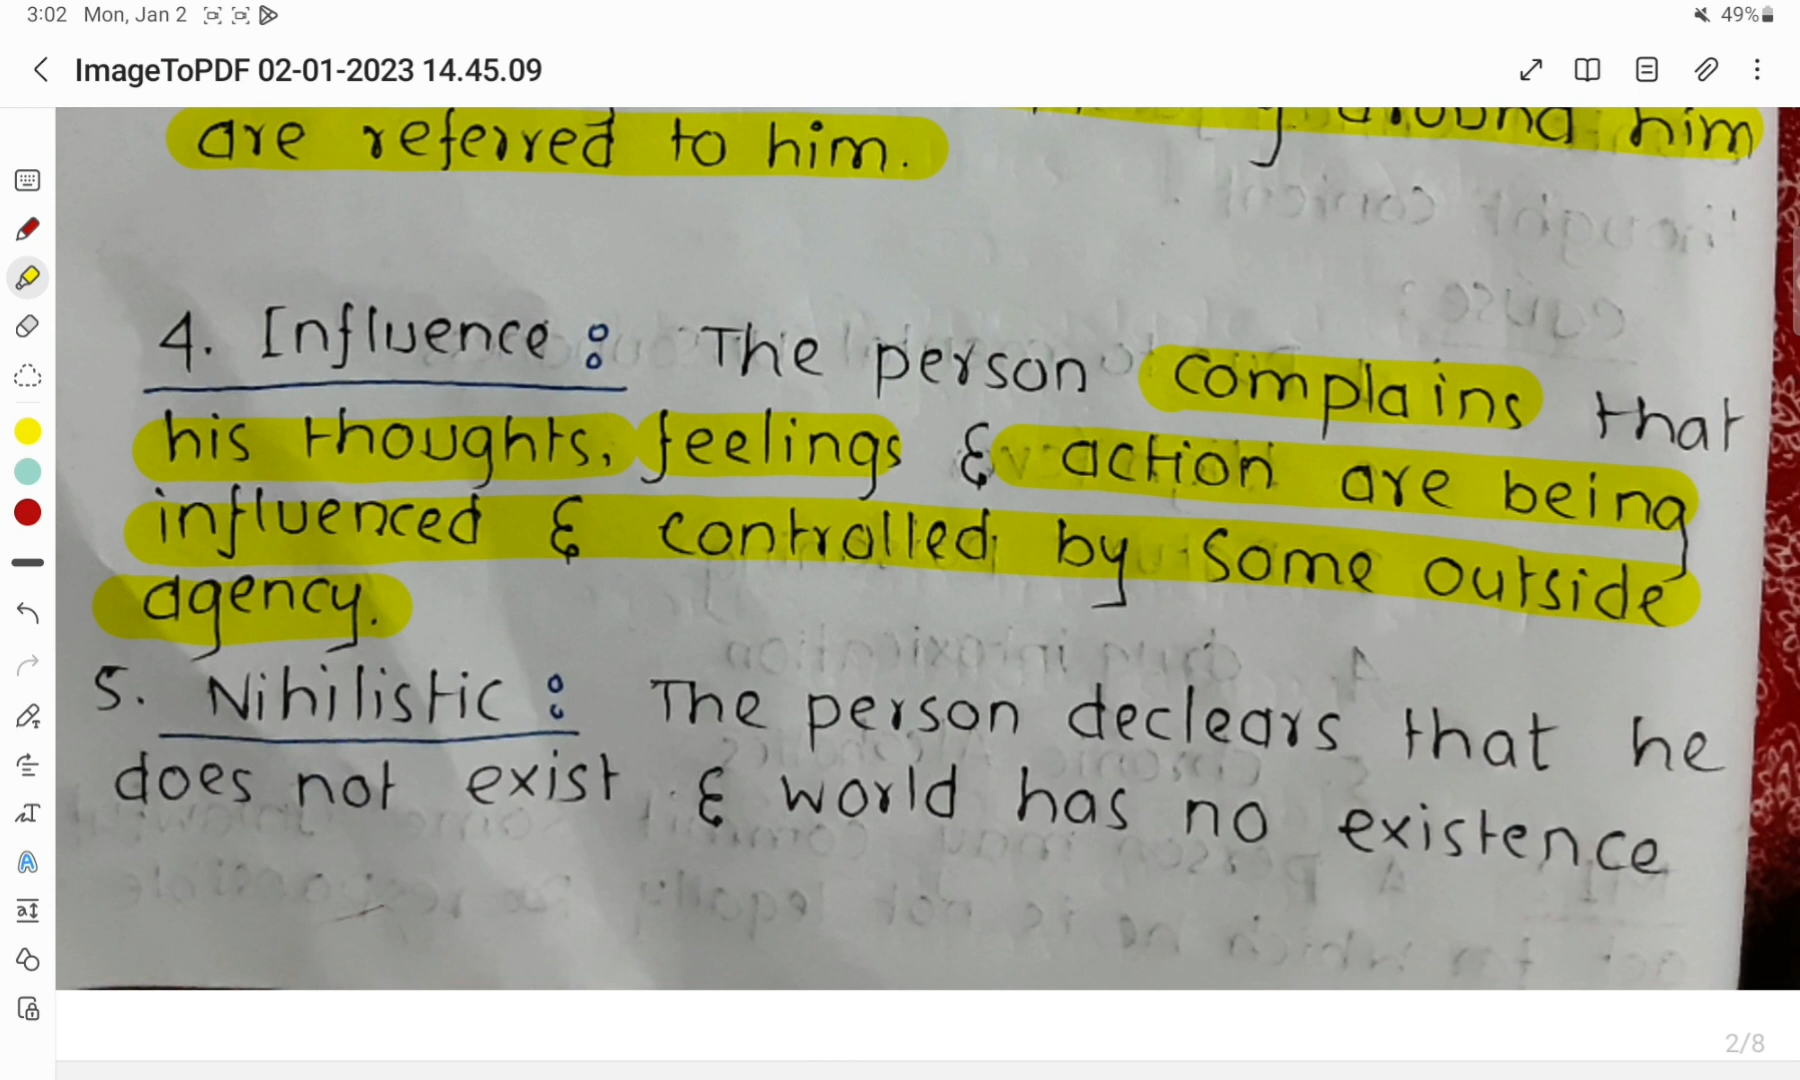 3:02 Mon, Jan 2 49%
ImageToPDF 02-01-2023 14.45.09
around him
are referred to him.
4. Influence : The person complains that
his thoughts, feelings & action are being
influenced & controlled by some outside
agency.
5. Nihilistic : The person declears that he
does not exist & world has no existence
2/8